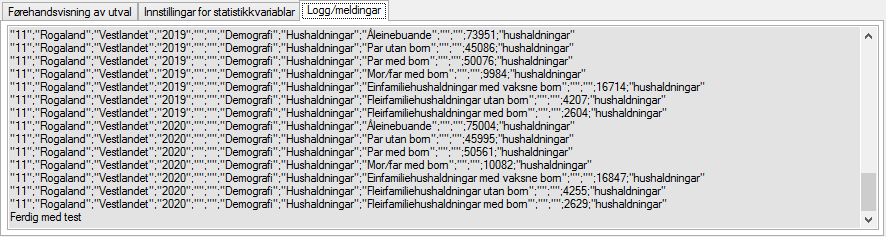 Førehandsvisning av utval
Innstillingar for statistikkvariablar
Logg/meldingar
"11";"Rogaland";"Vestlandet";"2019";"";"";"Demografi";"Hushaldningar";"Åleinebuande";"";"";73951;"hushaldningar"
"11";"Rogaland";"Vestlandet";"2019";"";"";"Demografi";"Hushaldningar";"Par utan born";"";"";45086;"hushaldningar"
"11";"Rogaland";"Vestlandet";"2019";"";"";"Demografi";"Hushaldningar";"Par med born";"";"";50076;"hushaldningar"
"11";"Rogaland";"Vestlandet";"2019";"";"";"Demografi";"Hushaldningar";"Mor/far med born";"";"";9984;"hushaldningar"
"11";"Rogaland";"Vestlandet";"2019";"";"";"Demografi";"Hushaldningar";"Einfamiliehushaldningar med vaksne born";"";"";16714;"hushaldningar"
"11";"Rogaland";"Vestlandet";"2019";"";"";"Demografi";"Hushaldningar";"Fleirfamiliehushaldningar utan born";"";"";4207;"hushaldningar"
"11";"Rogaland";"Vestlandet";"2019";"";"";"Demografi";"Hushaldningar";"Fleirfamiliehushaldningar med born";"";"";2604;"hushaldningar"
"11";"Rogaland";"Vestlandet";"2020";"";"";"Demografi";"Hushaldningar";"Åleinebuande";"";"";75004;"hushaldningar"
"11";"Rogaland";"Vestlandet";"2020";"";"";"Demografi";"Hushaldningar";"Par utan born";"";"";45995;"hushaldningar"
"11";"Rogaland";"Vestlandet";"2020";"";"";"Demografi";"Hushaldningar";"Par med born";"";"";50561;"hushaldningar"
"11";"Rogaland";"Vestlandet";"2020";"";"";"Demografi";"Hushaldningar";"Mor/far med born";"";"";10082;"hushaldningar"
"11";"Rogaland";"Vestlandet";"2020";"";"";"Demografi";"Hushaldningar";"Einfamiliehushaldningar med vaksne born";"";"";16847;"hushaldningar"
"11";"Rogaland";"Vestlandet";"2020";"";"";"Demografi";"Hushaldningar";"Fleirfamiliehushaldningar utan born";"";"";4255;"hushaldningar"
"11";"Rogaland";"Vestlandet";"2020";"";"";"Demografi";"Hushaldningar";"Fleirfamiliehushaldningar med born";"";"";2629;"hushaldningar"
Ferdig med test